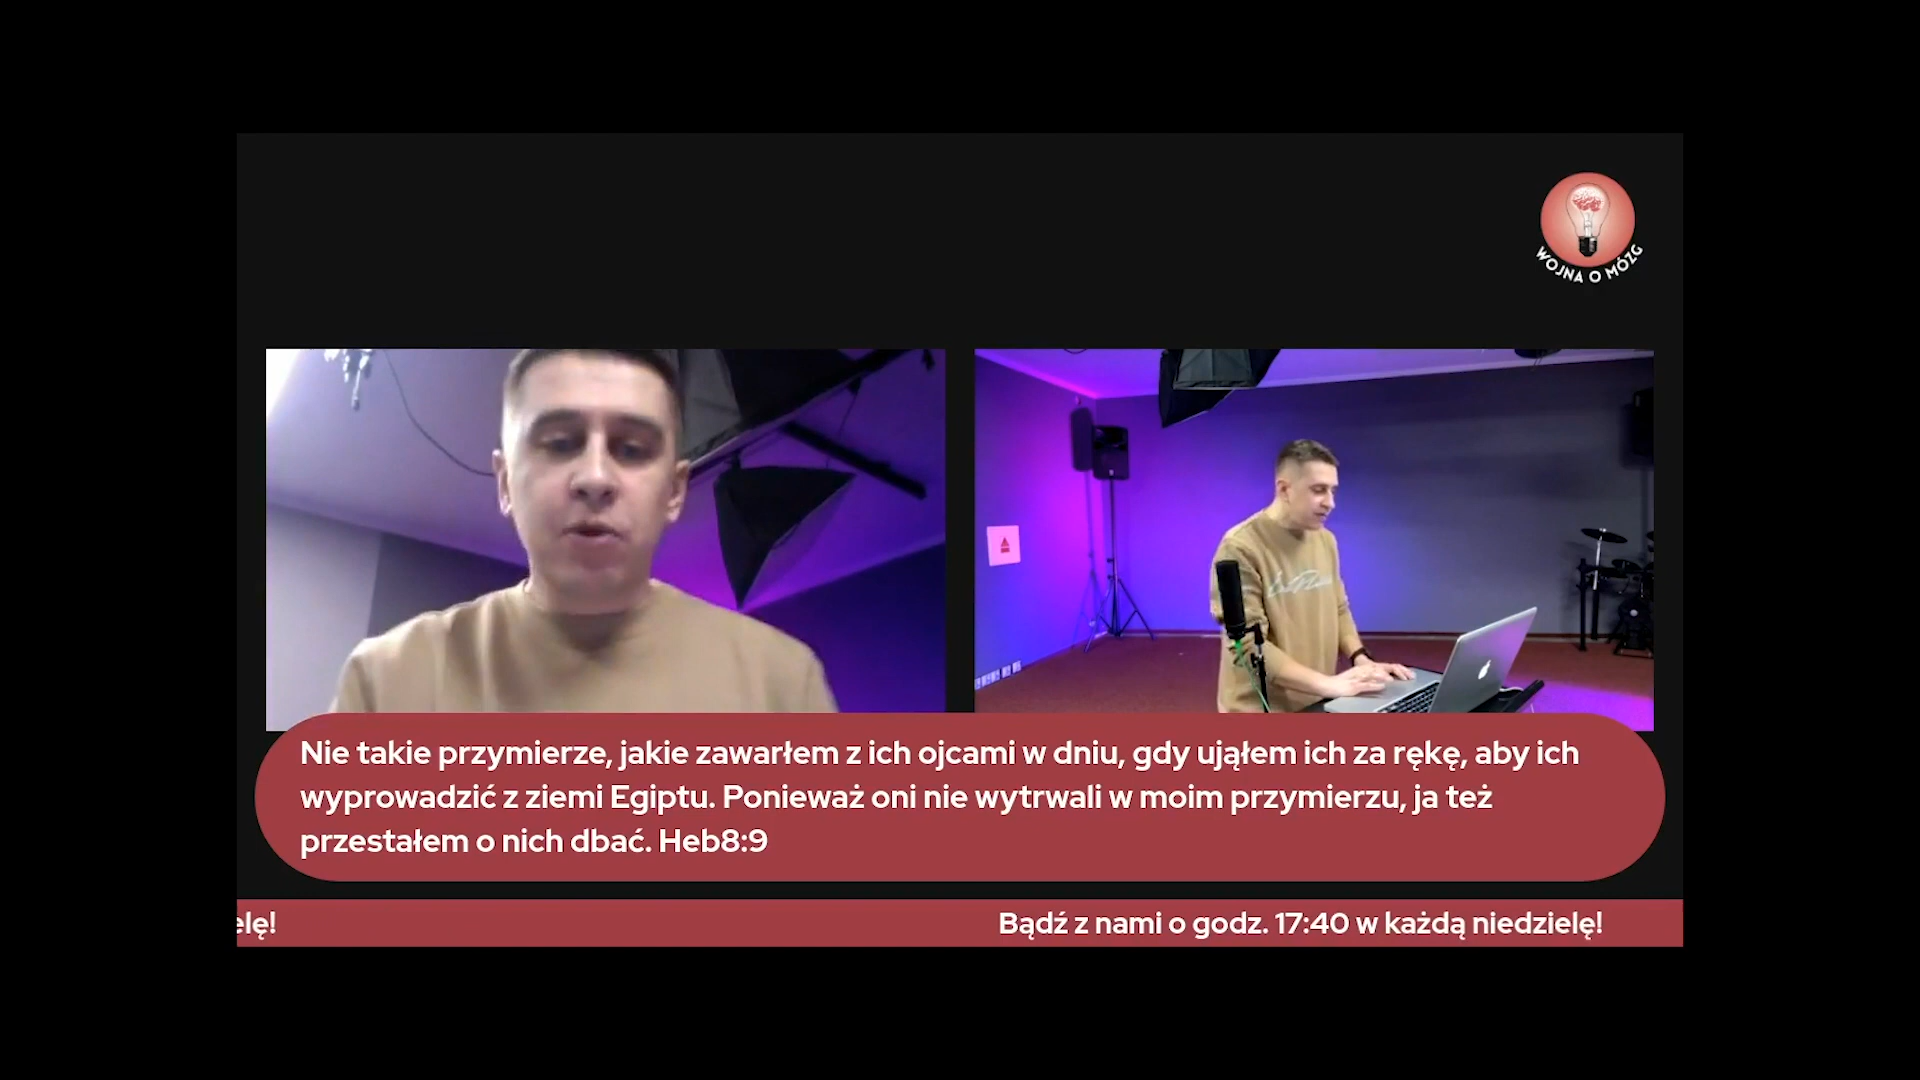 WOJNA O MÓZG
Nie takie przymierze, jakie zawarłem z ich ojcami w dniu, gdy ująłem ich za rękę, aby ich
wyprowadzić z ziemi Egiptu. Ponieważ oni nie wytrwali w moim przymierzu, ja też
przestałem o nich dbać. Heb8:9
elę!
Bądź z nami o godz. 17:40 w każdą niedzielę!